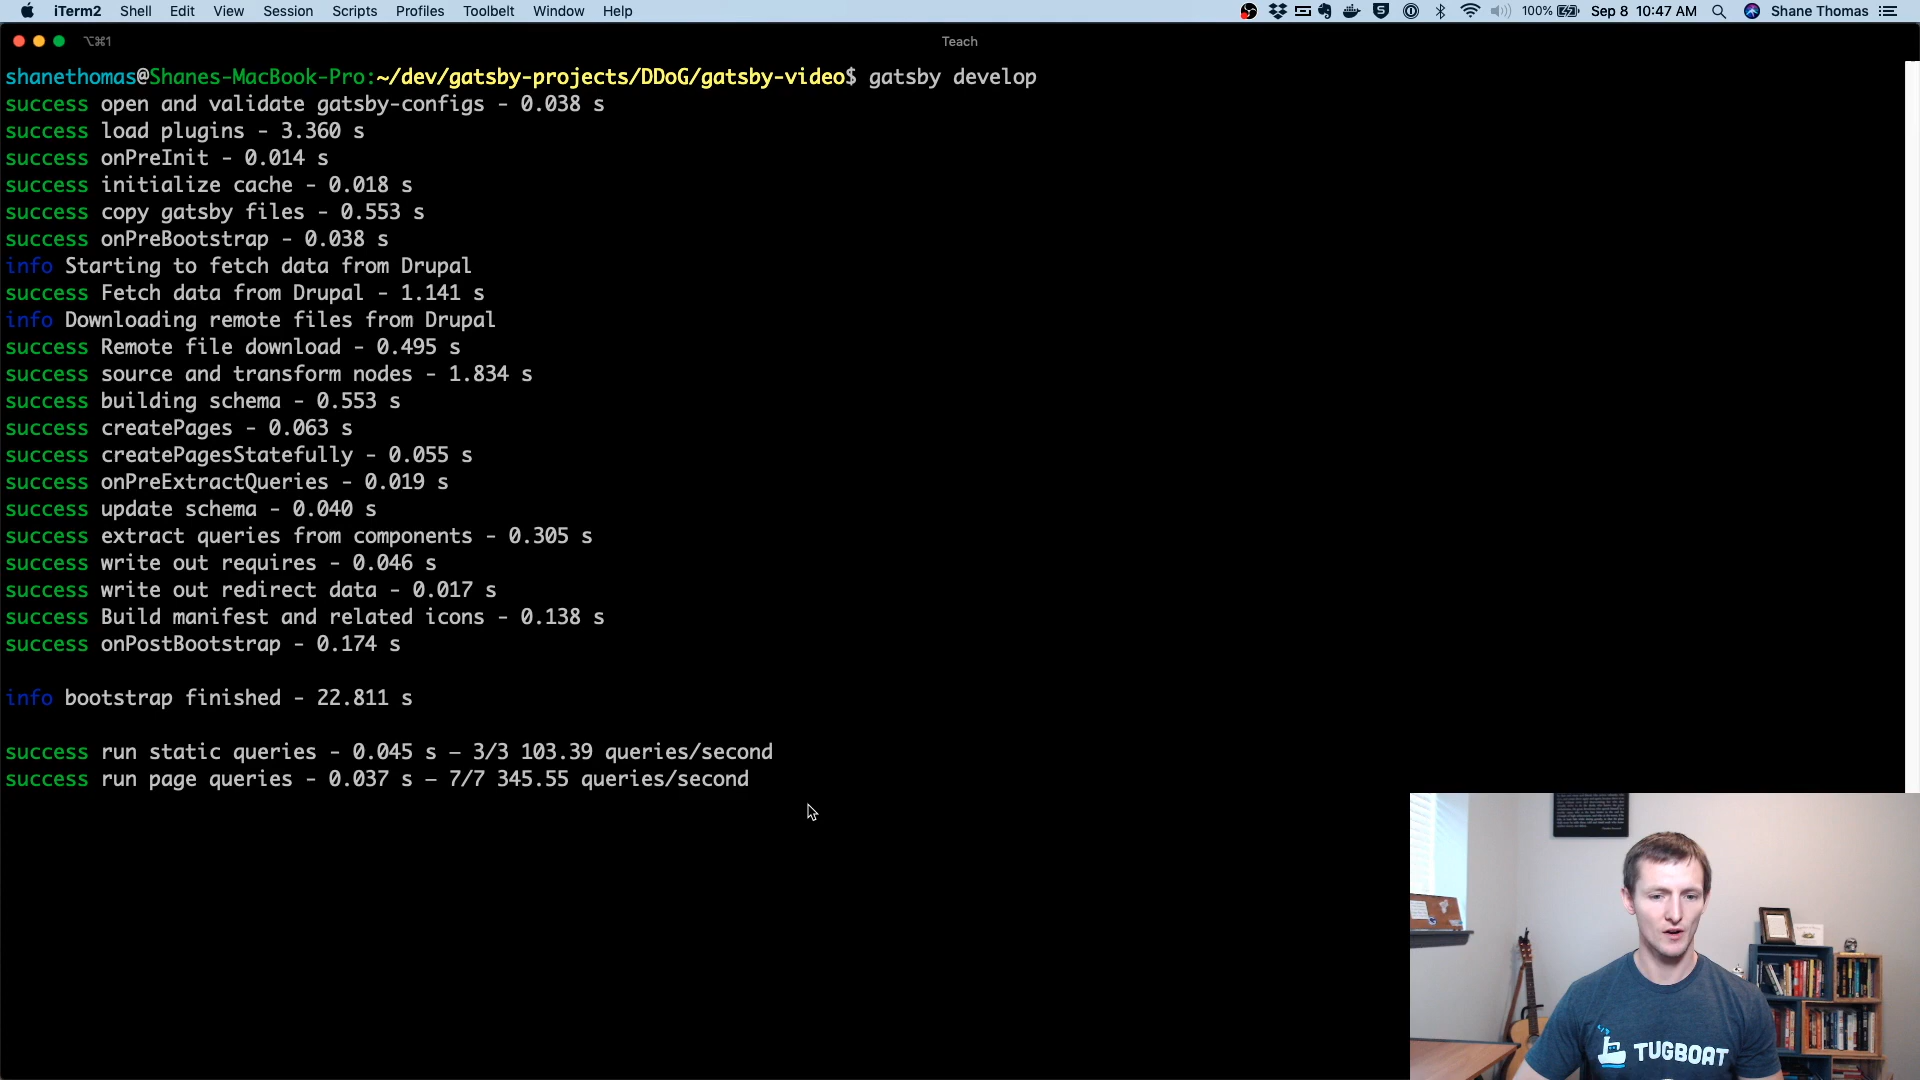 iTerm2 Shell Edit View Session Scripts Profiles Toolbelt Window Help 100% Sep 8 10:47 AM Shane Thomas
⌥⌘1 Teach
shanethomas@Shanes-MacBook-Pro:~/dev/gatsby-projects/DDoG/gatsby-video$ gatsby develop
success open and validate gatsby-configs - 0.038 s
success load plugins - 3.360 s
success onPreInit - 0.014 s
success initialize cache - 0.018 s
success copy gatsby files - 0.553 s
success onPreBootstrap - 0.038 s
info Starting to fetch data from Drupal
success Fetch data from Drupal - 1.141 s
info Downloading remote files from Drupal
success Remote file download - 0.495 s
success source and transform nodes - 1.834 s
success building schema - 0.553 s
success createPages - 0.063 s
success createPagesStatefully - 0.055 s
success onPreExtractQueries - 0.019 s
success update schema - 0.040 s
success extract queries from components - 0.305 s
success write out requires - 0.046 s
success write out redirect data - 0.017 s
success Build manifest and related icons - 0.138 s
success onPostBootstrap - 0.174 s
info bootstrap finished - 22.811 s
success run static queries - 0.045 s — 3/3 103.39 queries/second
success run page queries - 0.037 s — 7/7 345.55 queries/second
TUGBOAT